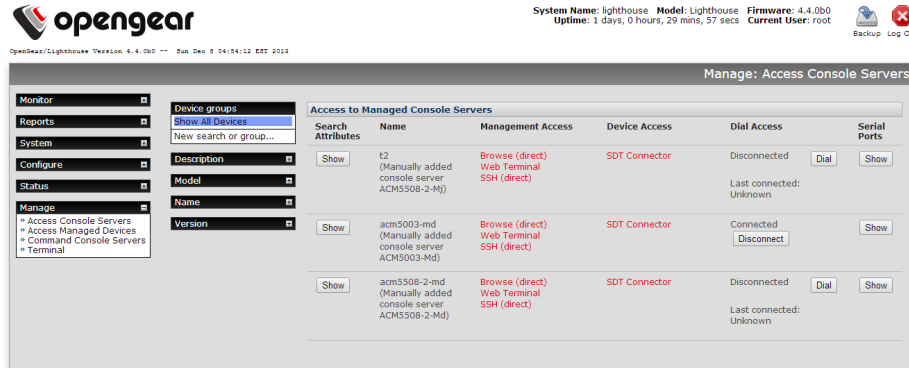 opengear
System Name: lighthouse Model: Lighthouse Firmware: 4.4.0b0
Uptime: 1 days, 0 hours, 29 mins, 57 secs Current User: root
Backup Log O
OpenGear/Lighthouse Version 4.4.0b0 -- Sun Dec 8 04:54:12 EST 2013
Manage: Access Console Servers
Monitor
Reports
System
Configure
Status
Manage
» Access Console Servers
» Access Managed Devices
» Command Console Servers
» Terminal
Device groups
Show All Devices
New search or group...
Description
Model
Name
Version
Access to Managed Console Servers
Search Attributes Name Management Access Device Access Dial Access Serial Ports
Show
t2
(Manually added
console server
ACM5508-2-Mj)
Browse (direct)
Web Terminal
SSH (direct)
SDT Connector
Disconnected
Dial
Last connected:
Unknown
Show
Show
acm5003-md
(Manually added
console server
ACM5003-Md)
Browse (direct)
Web Terminal
SSH (direct)
SDT Connector
Connected
Disconnect
Show
Show
acm5508-2-md
(Manually added
console server
ACM5508-2-Md)
Browse (direct)
Web Terminal
SSH (direct)
SDT Connector
Disconnected
Dial
Last connected:
Unknown
Show